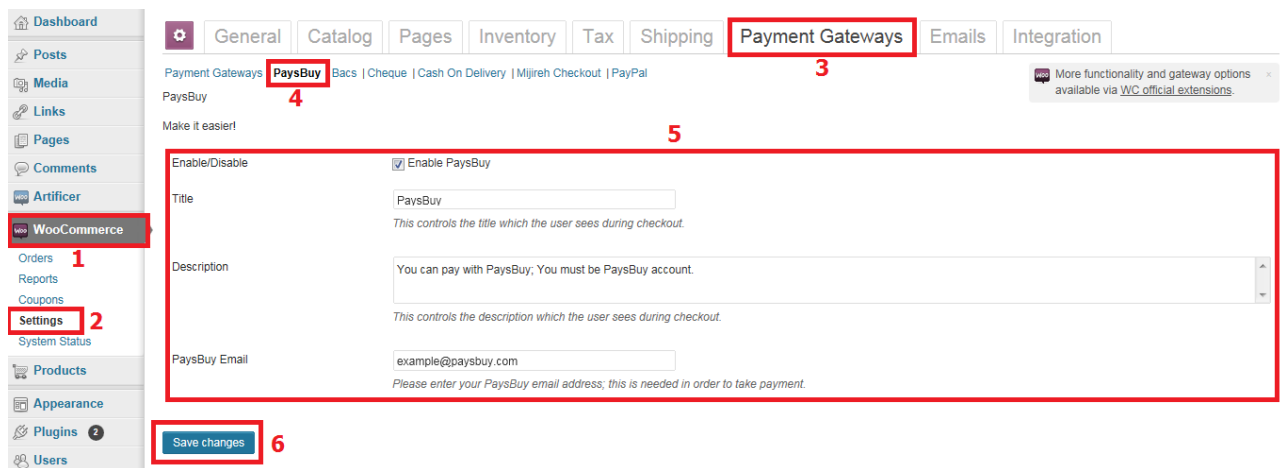 Dashboard
Posts
Media
Links
Pages
Comments
Artificer
WooCommerce
1
Orders
Reports
Coupons
Settings 2
System Status
Products
Appearance
Plugins 2
Users
General Catalog Pages Inventory Tax Shipping Payment Gateways Emails Integration
3
Payment Gateways PaysBuy Bacs | Cheque | Cash On Delivery | Mijireh Checkout | PayPal
4
woo More functionality and gateway options ×
available via WC official extensions.
PaysBuy
Make it easier!
5
Enable/Disable Enable PaysBuy
Title PaysBuy
This controls the title which the user sees during checkout.
Description You can pay with PaysBuy; You must be PaysBuy account.
This controls the description which the user sees during checkout.
PaysBuy Email example@paysbuy.com
Please enter your PaysBuy email address; this is needed in order to take payment.
Save changes 6